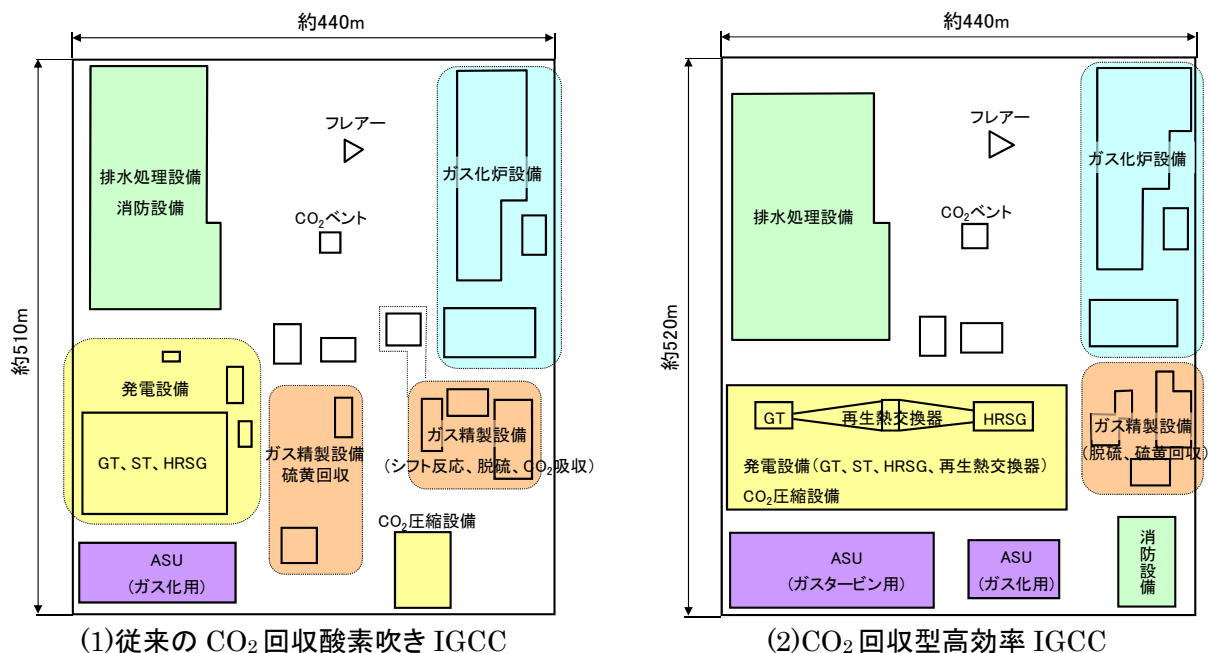 約440m
約510m
フレアー
排水処理設備
消防設備
CO₂ベント
ガス化炉設備
発電設備
GT、ST、HRSG
ガス精製設備
硫黄回収
ガス精製設備
(シフト反応、脱硫、CO₂吸収)
CO₂圧縮設備
ASU
(ガス化用)
(1)従来の CO₂回収酸素吹き IGCC
約440m
約520m
フレアー
排水処理設備
CO₂ベント
ガス化炉設備
GT
再生熱交換器
HRSG
発電設備(GT、ST、HRSG、再生熱交換器)
CO₂圧縮設備
ガス精製設備
(脱硫、硫黄回収)
ASU
(ガスタービン用)
ASU
(ガス化用)
消防設備
(2)CO₂回収型高効率 IGCC